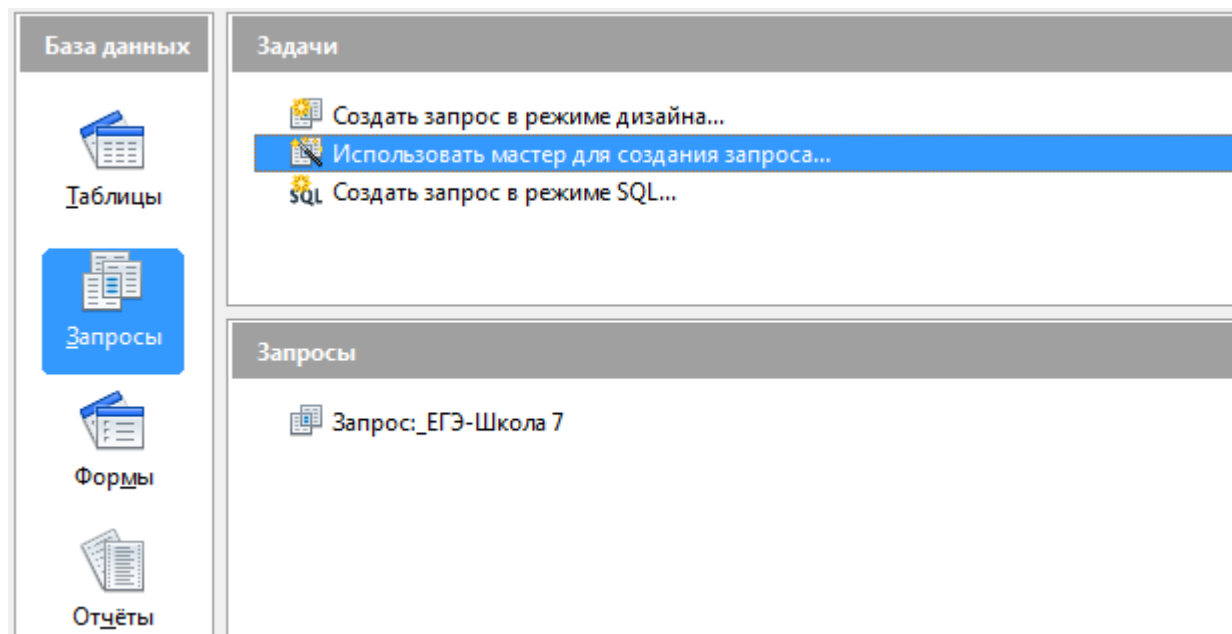 База данных
Таблицы
Запросы
Формы
Отчёты
Задачи
Создать запрос в режиме дизайна...
Использовать мастер для создания запроса...
SQL Создать запрос в режиме SQL...
Запросы
Запрос:_ЕГЭ-Школа 7